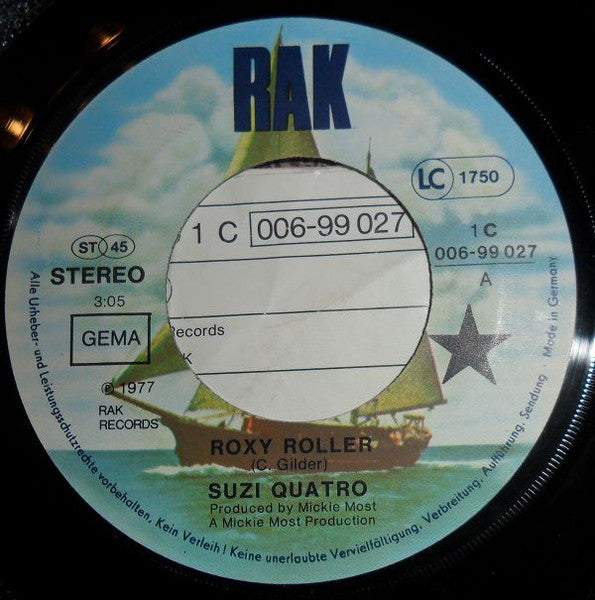 RAK
LC 1750
1 C 006-99 027
1 C
006-99 027
A
ST 45
STEREO
3:05
GEMA
℗ 1977
RAK
RECORDS
Records
K
ROXY ROLLER
(C. Gilder)
SUZI QUATRO
Produced by Mickie Most
A Mickie Most Production
Alle Urheber- und Leistungsschutzrechte vorbehalten, Kein Verleih! Keine unerlaubte Vervielfältigung, Verbreitung, Aufführung, Sendung Made in Germany